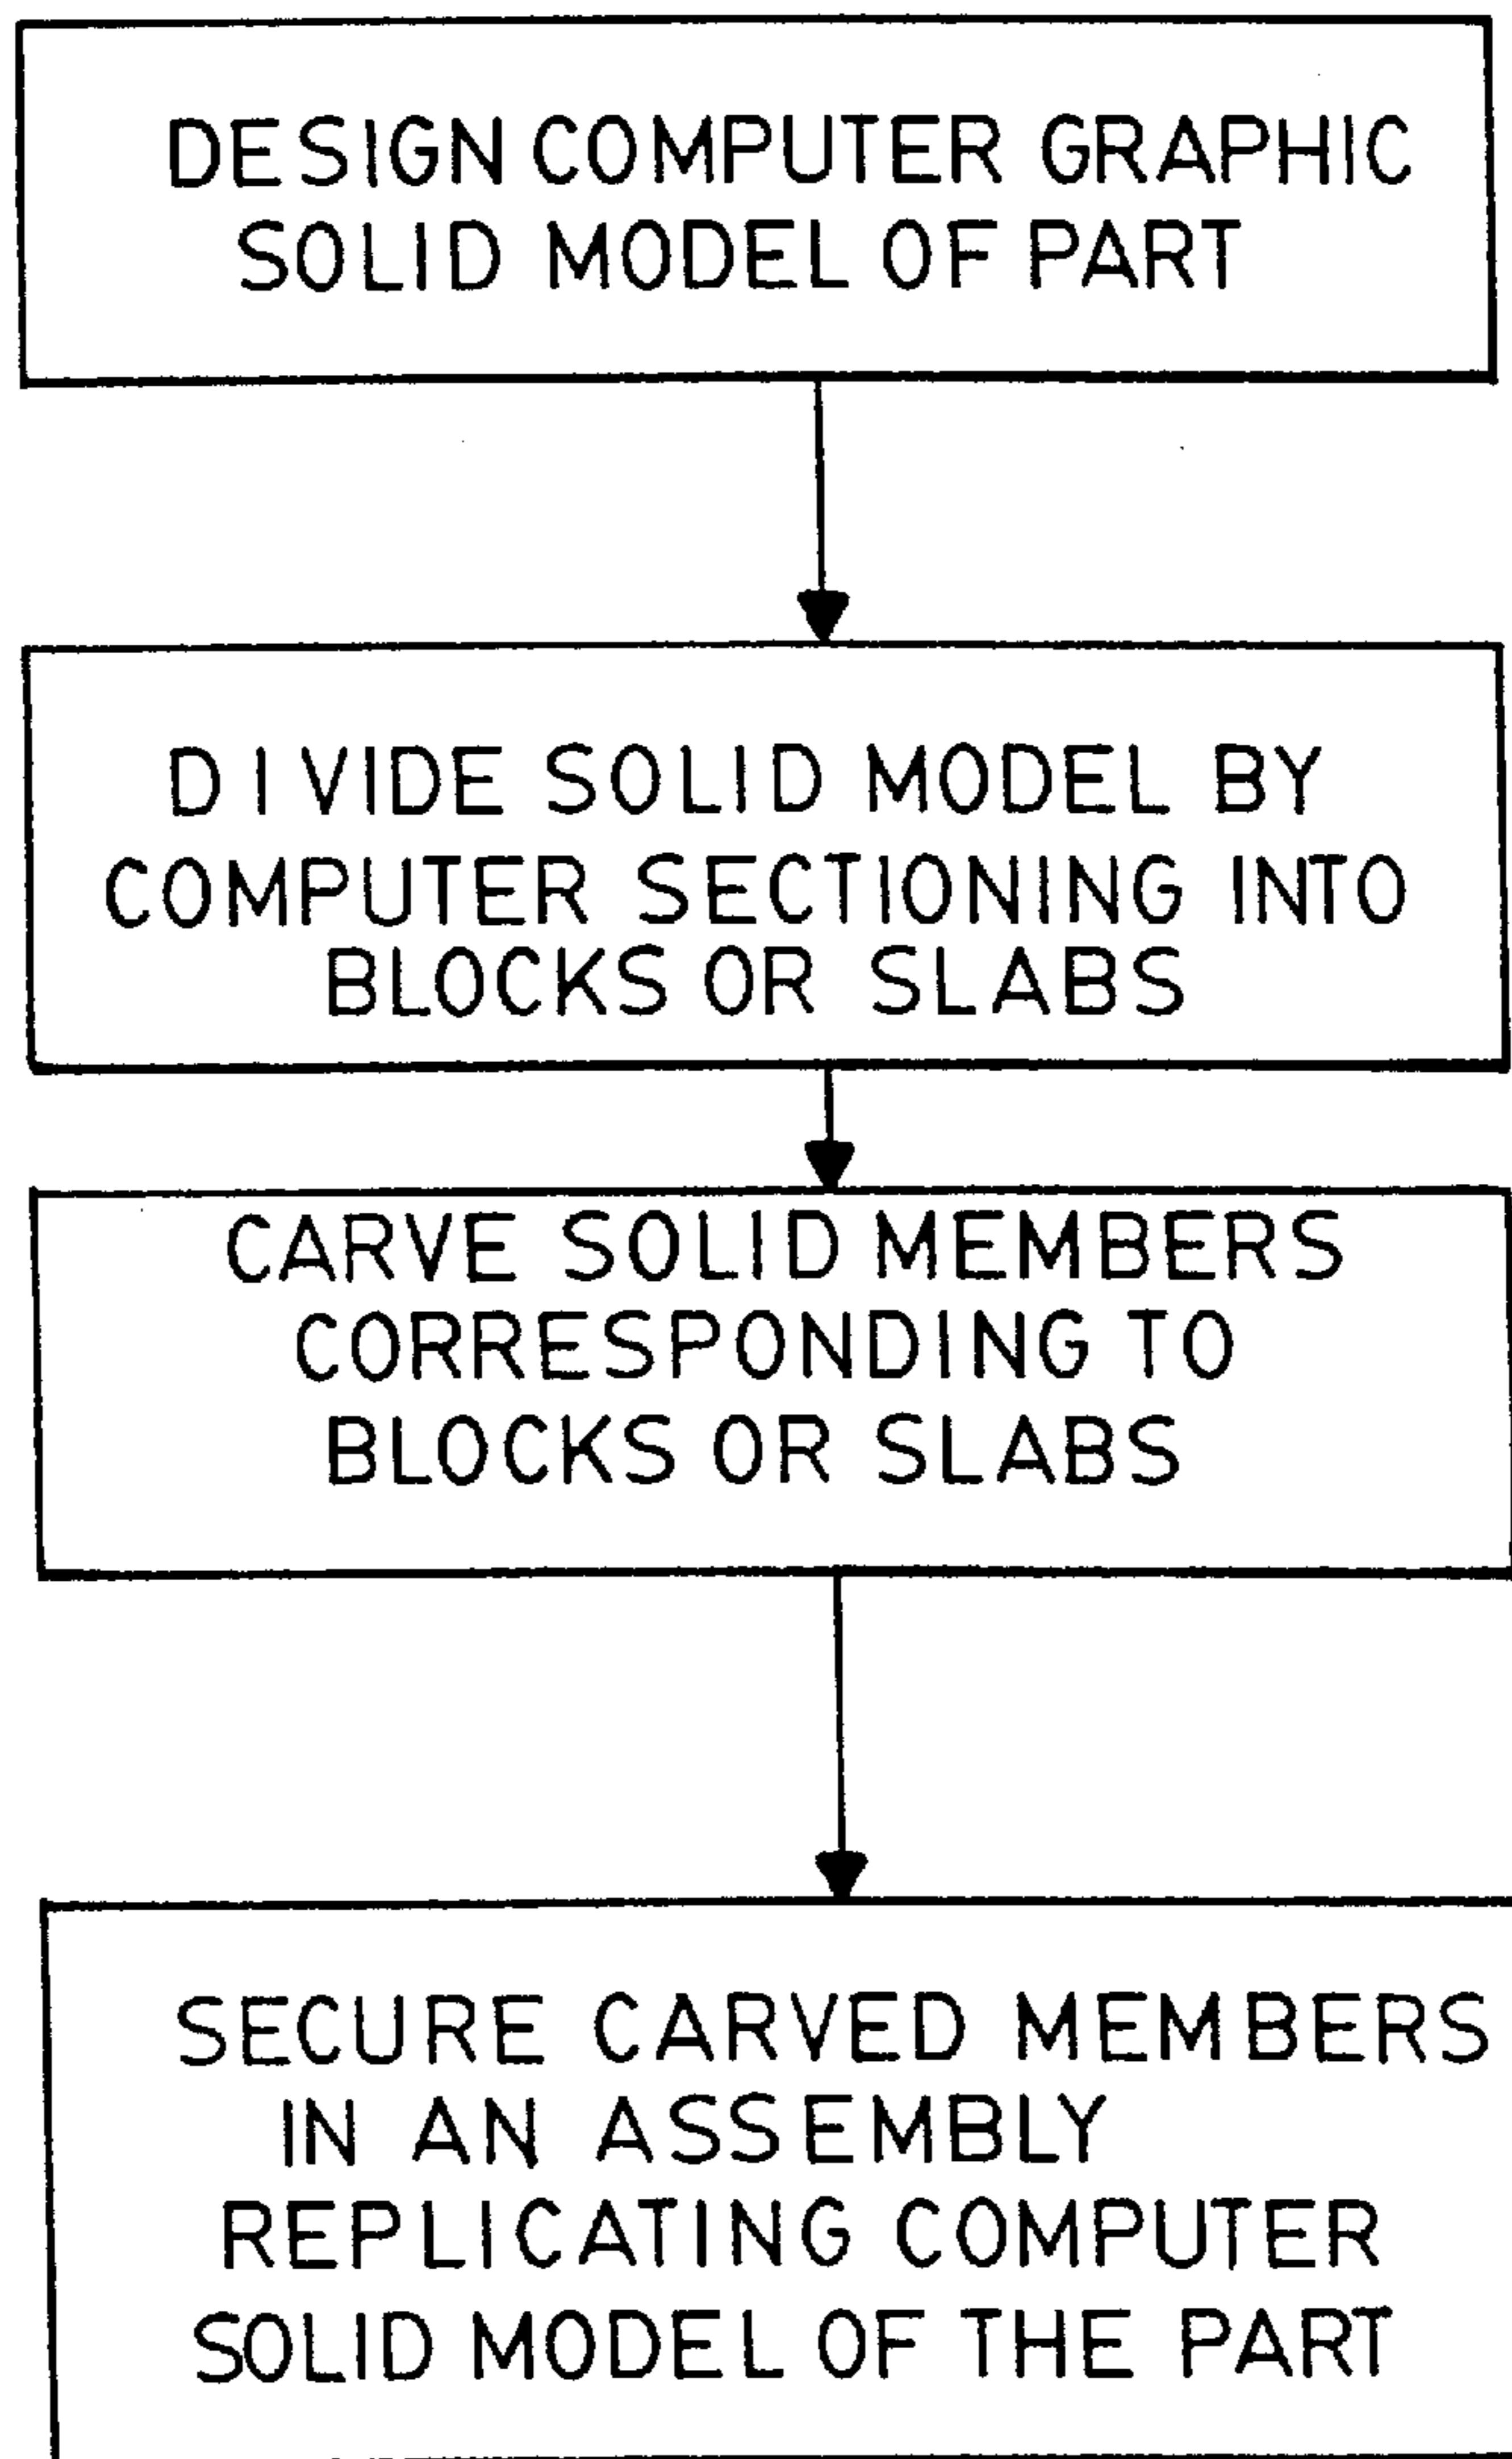 DESIGN COMPUTER GRAPHIC
SOLID MODEL OF PART
DIVIDE SOLID MODEL BY
COMPUTER SECTIONING INTO
BLOCKS OR SLABS
CARVE SOLID MEMBERS
CORRESPONDING TO
BLOCKS OR SLABS
SECURE CARVED MEMBERS
IN AN ASSEMBLY
REPLICATING COMPUTER
SOLID MODEL OF THE PART